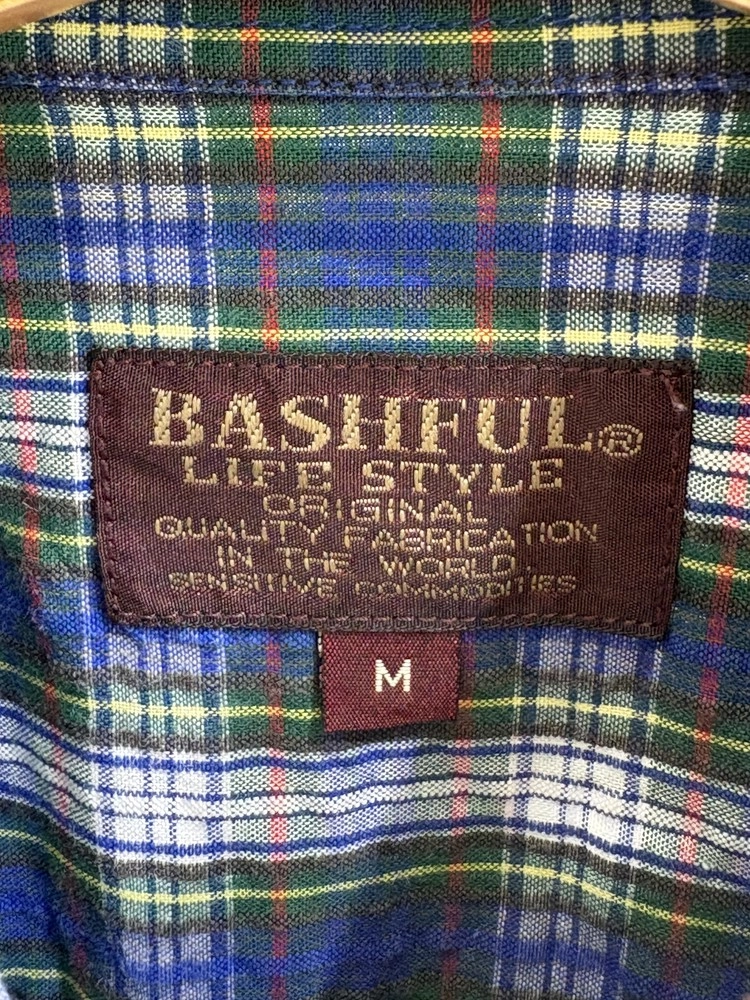 BASHFUL®
LIFE STYLE
ORIGINAL
QUALITY FABRICATION
IN THE WORLD
SENSITIVE COMMODITIES
M